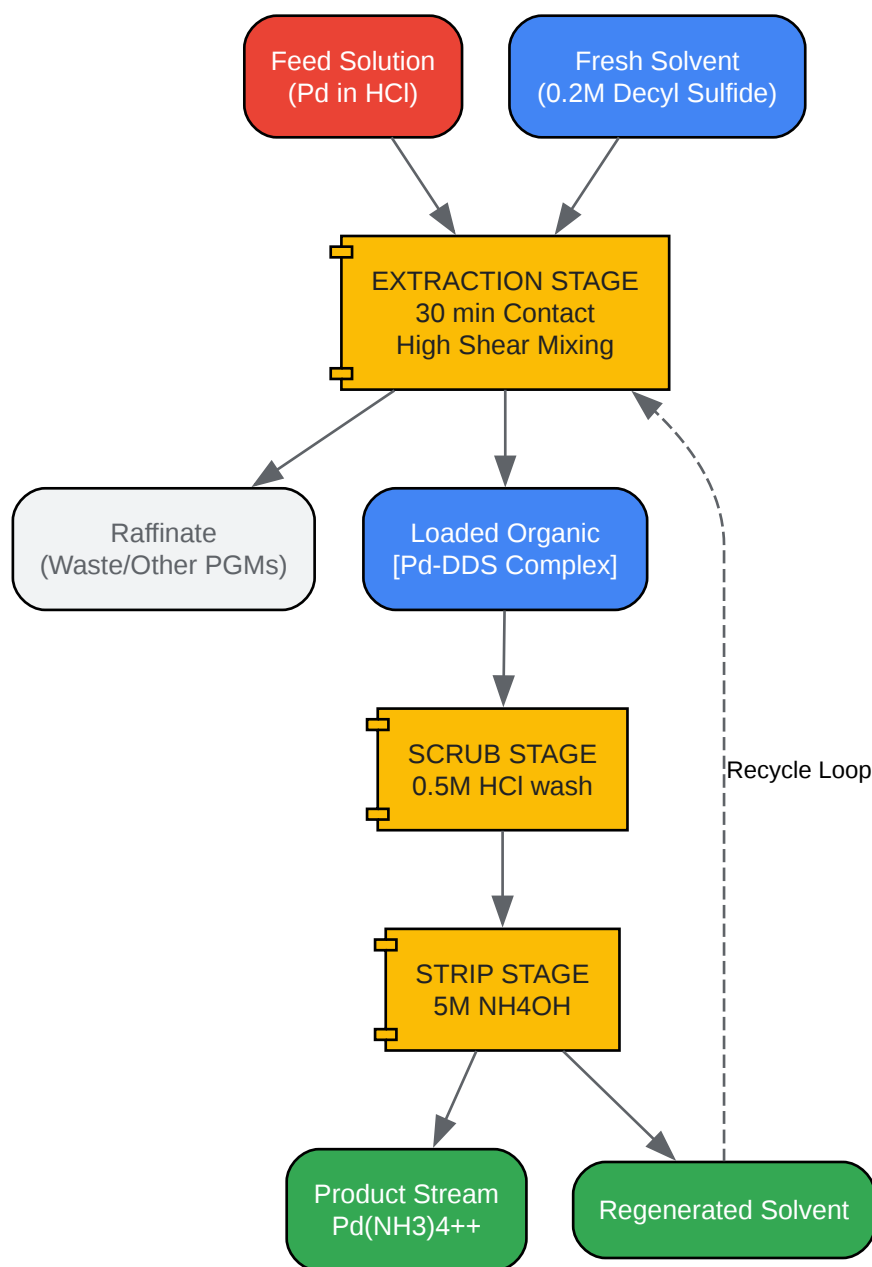 Feed Solution
(Pd in HCl)
Fresh Solvent
(0.2M Decyl Sulfide)
EXTRACTION STAGE
30 min Contact
High Shear Mixing
Raffinate
(Waste/Other PGMs)
Loaded Organic
[Pd-DDS Complex]
SCRUB STAGE
0.5M HCl wash
Recycle Loop
STRIP STAGE
5M NH4OH
Product Stream
Pd(NH3)4++
Regenerated Solvent